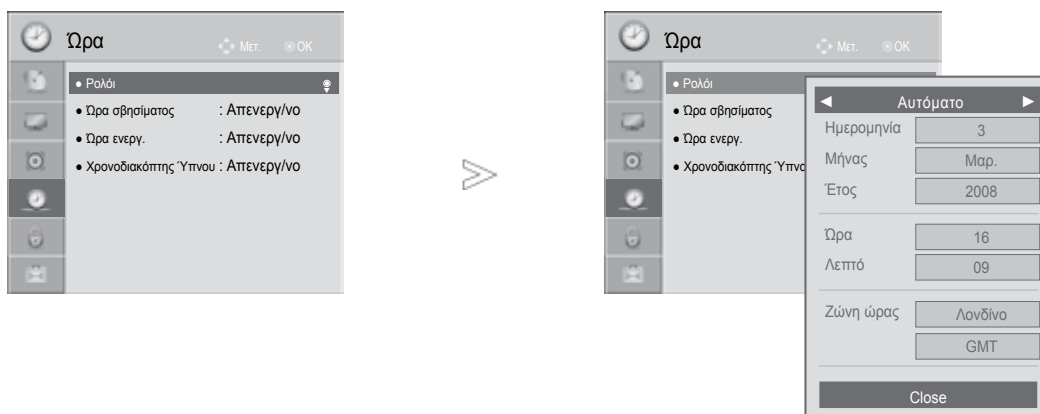 Ώρα
Μετ. OK
● Ρολόι
● Ώρα σβησίματος : Απενεργ/νο
● Ώρα ενεργ. : Απενεργ/νο
● Χρονοδιακόπτης Ύπνου : Απενεργ/νο
Ώρα
Μετ. OK
● Ρολόι
● Ώρα σβησίματος
● Ώρα ενεργ.
● Χρονοδιακόπτης Ύπνο
◄ Αυτόματο ►
Ημερομηνία 3
Μήνας Μαρ.
Έτος 2008
Ώρα 16
Λεπτό 09
Ζώνη ώρας Λονδίνο
GMT
Close